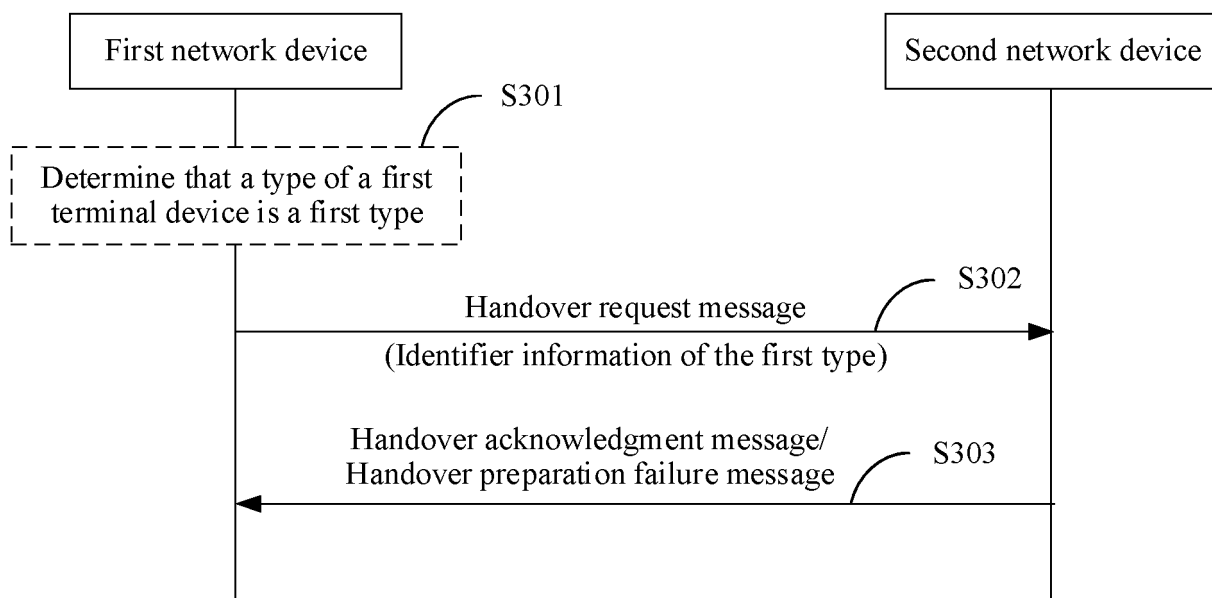 First network device
Second network device
S301
Determine that a type of a first
terminal device is a first type
S302
Handover request message
(Identifier information of the first type)
Handover acknowledgment message/
Handover preparation failure message
S303